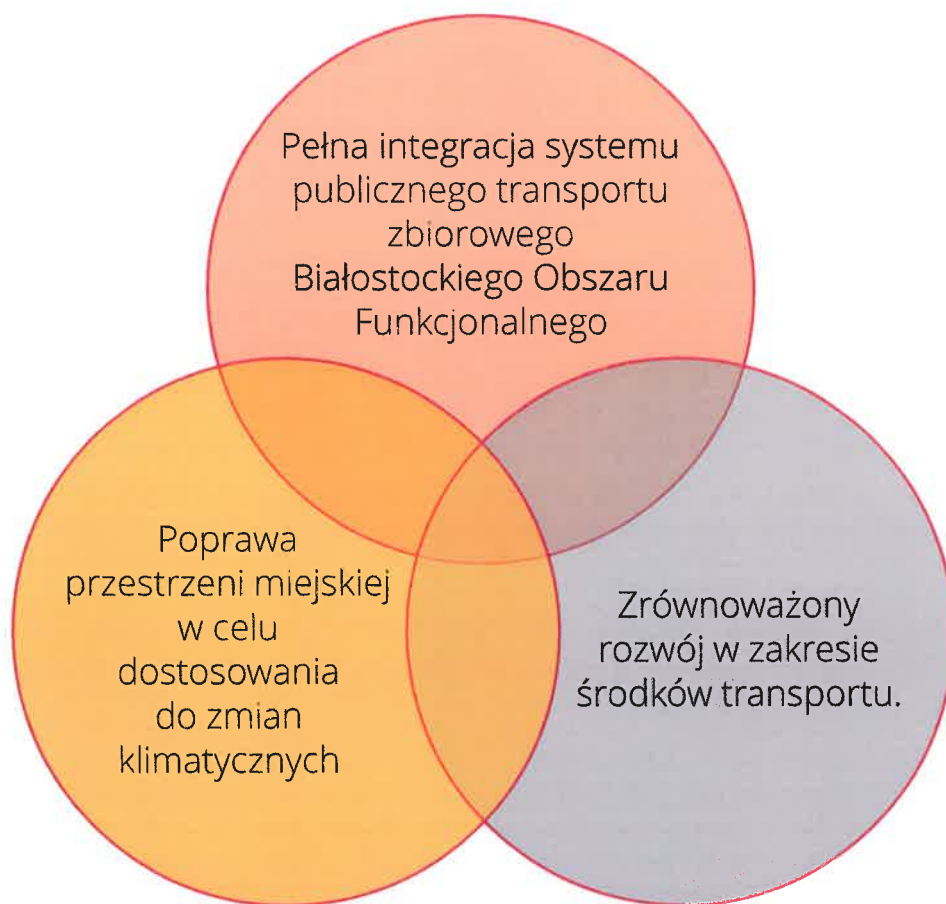 Pełna integracja systemu
publicznego transportu
zbiorowego
Białostockiego Obszaru
Funkcjonalnego
Poprawa
przestrzeni miejskiej
w celu
dostosowania
do zmian
klimatycznych
Zrównoważony
rozwój w zakresie
środków transportu.